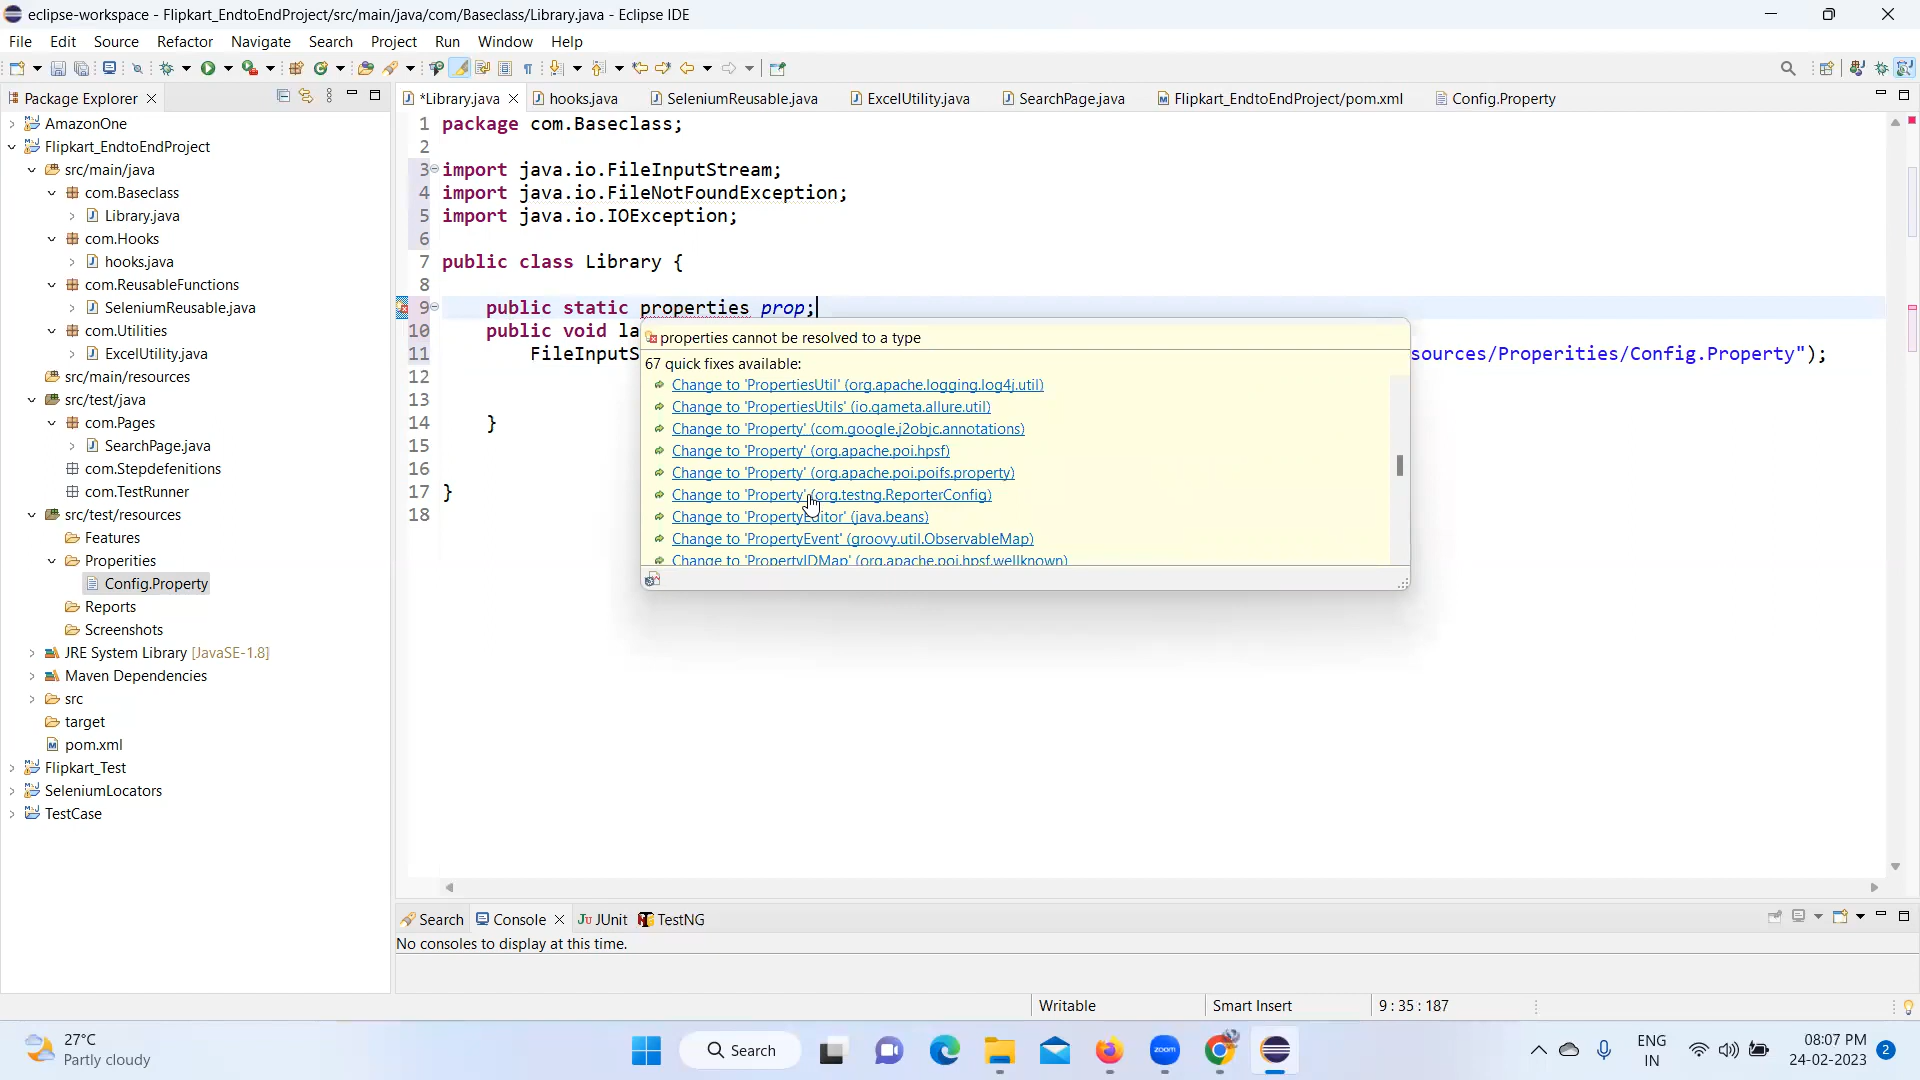 eclipse-workspace - Flipkart_EndtoEndProject/src/main/java/com/Baseclass/Library.java - Eclipse IDE
File Edit Source Refactor Navigate Search Project Run Window Help
Package Explorer
*Library.java hooks.java SeleniumReusable.java ExcelUtility.java SearchPage.java Flipkart_EndtoEndProject/pom.xml Config.Property
AmazonOne
Flipkart_EndtoEndProject
src/main/java
com.Baseclass
Library.java
com.Hooks
hooks.java
com.ReusableFunctions
SeleniumReusable.java
com.Utilities
ExcelUtility.java
src/main/resources
src/test/java
com.Pages
SearchPage.java
com.Stepdefenitions
com.TestRunner
src/test/resources
Features
Properities
Config.Property
Reports
Screenshots
JRE System Library [JavaSE-1.8]
Maven Dependencies
src
target
pom.xml
Flipkart_Test
SeleniumLocators
TestCase
1 package com.Baseclass;
2
3 import java.io.FileInputStream;
4 import java.io.FileNotFoundException;
5 import java.io.IOException;
6
7 public class Library {
8
9 public static properties prop;
10 public void la
11 FileInputS sources/Properities/Config.Property");
12
13
14 }
15
16
17 }
18
properties cannot be resolved to a type
67 quick fixes available:
Change to 'PropertiesUtil' (org.apache.logging.log4j.util)
Change to 'PropertiesUtils' (io.qameta.allure.util)
Change to 'Property' (com.google.j2objc.annotations)
Change to 'Property' (org.apache.poi.hpsf)
Change to 'Property' (org.apache.poi.poifs.property)
Change to 'Property' (org.testng.ReporterConfig)
Change to 'PropertyEditor' (java.beans)
Change to 'PropertyEvent' (groovy.util.ObservableMap)
Change to 'PropertyIDMap' (org.apache.poi.hpsf.wellknown)
Search Console JUnit TestNG
No consoles to display at this time.
Writable Smart Insert 9 : 35 : 187
27°C
Partly cloudy
Search
zoom
ENG
IN
08:07 PM
24-02-2023
2